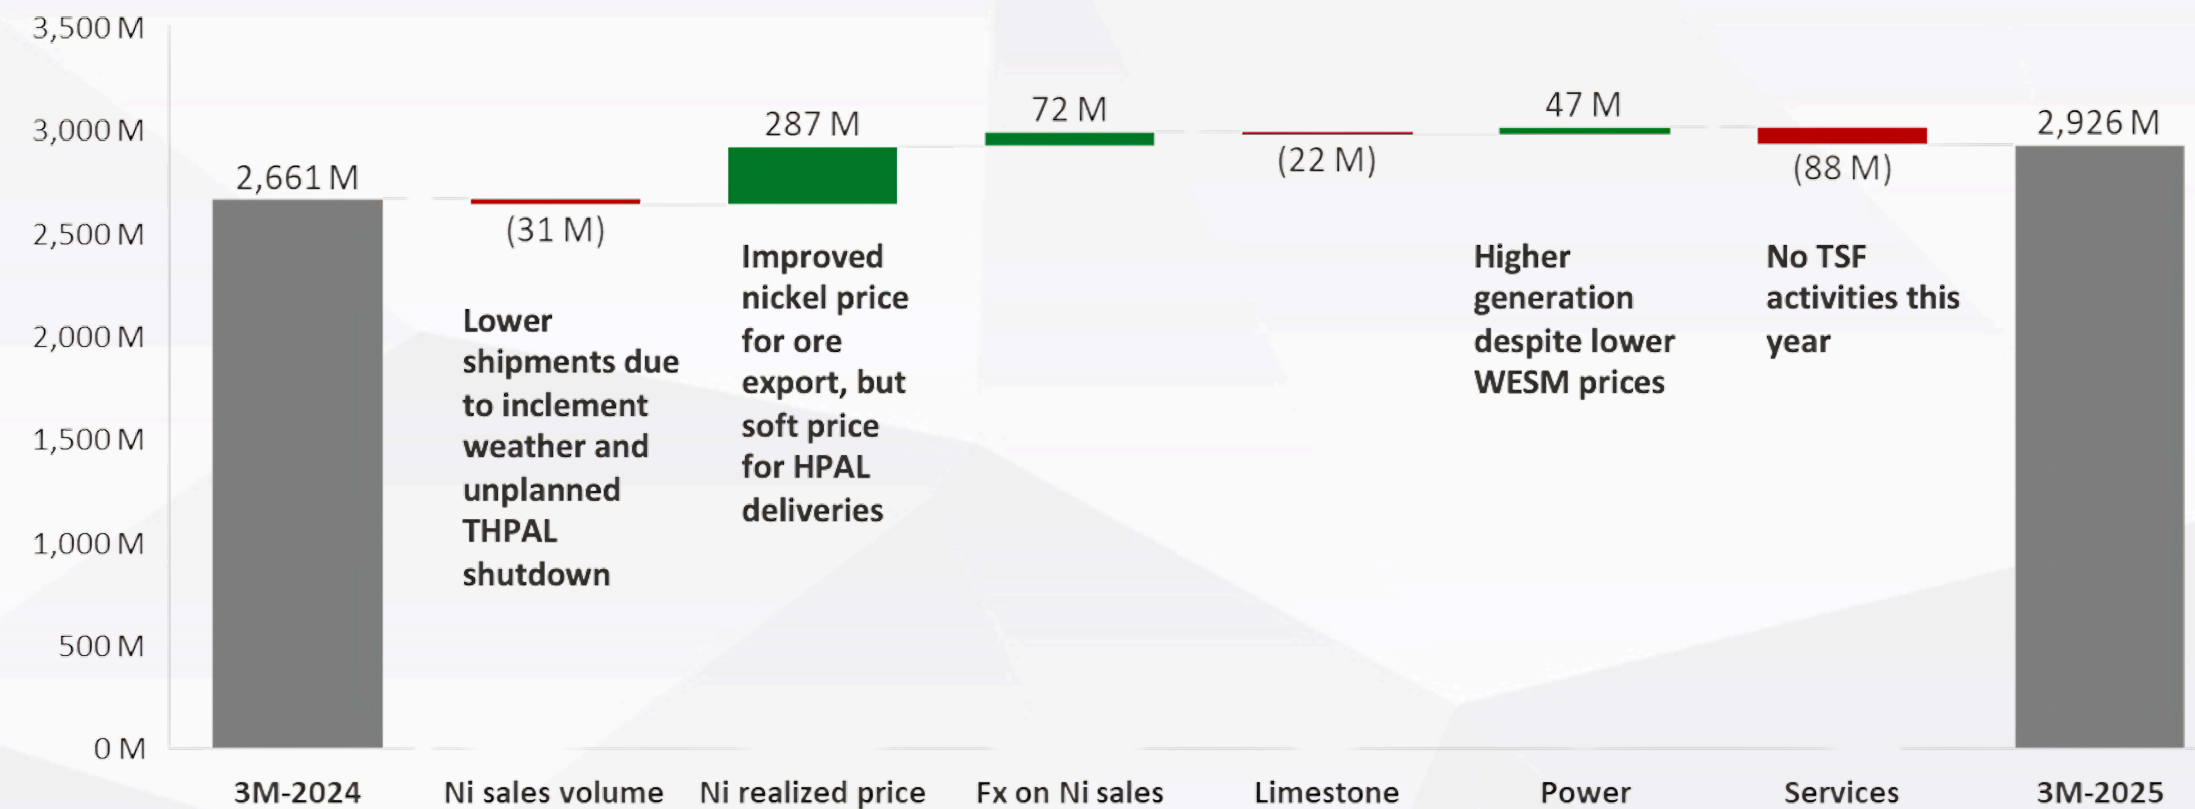 3,500 M
3,000 M
2,500 M
2,000 M
1,500 M
1,000 M
500 M
0 M
2,661 M
(31 M)
287 M
72 M
(22 M)
47 M
(88 M)
2,926 M
Lower
shipments due
to inclement
weather and
unplanned
THPAL
shutdown
Improved
nickel price
for ore
export, but
soft price
for HPAL
deliveries
Higher
generation
despite lower
WESM prices
No TSF
activities this
year
3M-2024
Ni sales volume
Ni realized price
Fx on Ni sales
Limestone
Power
Services
3M-2025